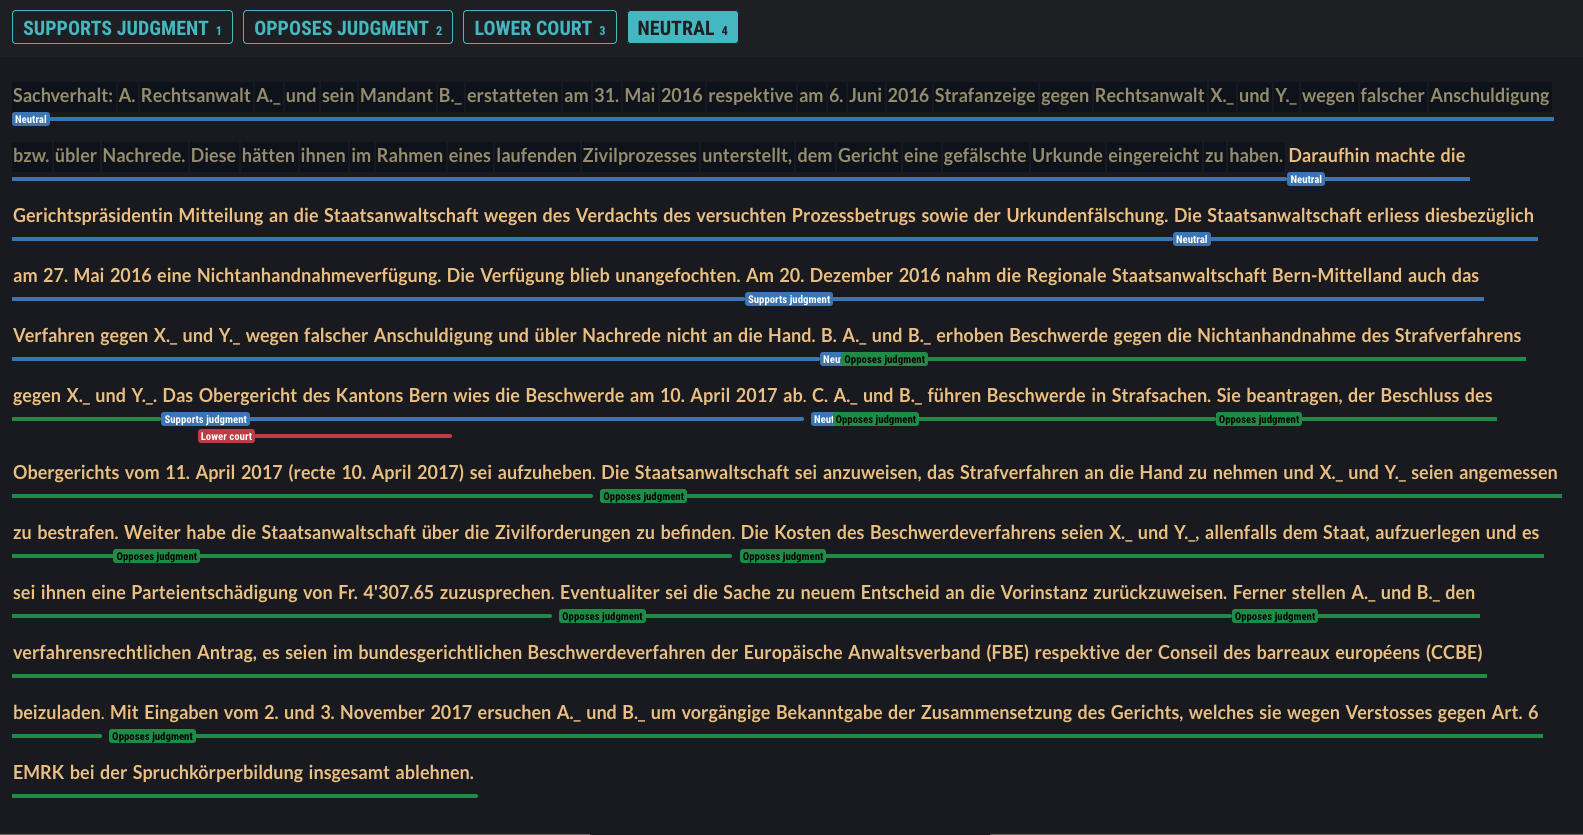 SUPPORTS JUDGMENT 1 OPPOSES JUDGMENT 2 LOWER COURT 3 NEUTRAL 4
Sachverhalt: A. Rechtsanwalt A._ und sein Mandant B._ erstatteten am 31. Mai 2016 respektive am 6. Juni 2016 Strafanzeige gegen Rechtsanwalt X._ und Y._ wegen falscher Anschuldigung
Neutral
bzw. übler Nachrede. Diese hätten ihnen im Rahmen eines laufenden Zivilprozesses unterstellt, dem Gericht eine gefälschte Urkunde eingereicht zu haben. Daraufhin machte die
Neutral
Gerichtspräsidentin Mitteilung an die Staatsanwaltschaft wegen des Verdachts des versuchten Prozessbetrugs sowie der Urkundenfälschung. Die Staatsanwaltschaft erliess diesbezüglich
Neutral
am 27. Mai 2016 eine Nichtanhandnahmeverfügung. Die Verfügung blieb unangefochten. Am 20. Dezember 2016 nahm die Regionale Staatsanwaltschaft Bern-Mittelland auch das
Supports judgment
Verfahren gegen X._ und Y._ wegen falscher Anschuldigung und übler Nachrede nicht an die Hand. B. A._ und B._ erhoben Beschwerde gegen die Nichtanhandnahme des Strafverfahrens
Neu Opposes judgment
gegen X._ und Y._. Das Obergericht des Kantons Bern wies die Beschwerde am 10. April 2017 ab. C. A._ und B._ führen Beschwerde in Strafsachen. Sie beantragen, der Beschluss des
Supports judgment Neut Opposes judgment Opposes judgment
Lower court
Obergerichts vom 11. April 2017 (recte 10. April 2017) sei aufzuheben. Die Staatsanwaltschaft sei anzuweisen, das Strafverfahren an die Hand zu nehmen und X._ und Y._ seien angemessen
Opposes judgment
zu bestrafen. Weiter habe die Staatsanwaltschaft über die Zivilforderungen zu befinden. Die Kosten des Beschwerdeverfahrens seien X._ und Y._, allenfalls dem Staat, aufzuerlegen und es
Opposes judgment Opposes judgment
sei ihnen eine Parteientschädigung von Fr. 4'307.65 zuzusprechen. Eventualiter sei die Sache zu neuem Entscheid an die Vorinstanz zurückzuweisen. Ferner stellen A._ und B._ den
Opposes judgment Opposes judgment
verfahrensrechtlichen Antrag, es seien im bundesgerichtlichen Beschwerdeverfahren der Europäische Anwaltsverband (FBE) respektive der Conseil des barreaux européens (CCBE)
beizuladen. Mit Eingaben vom 2. und 3. November 2017 ersuchen A._ und B._ um vorgängige Bekanntgabe der Zusammensetzung des Gerichts, welches sie wegen Verstosses gegen Art. 6
Opposes judgment
EMRK bei der Spruchkörperbildung insgesamt ablehnen.